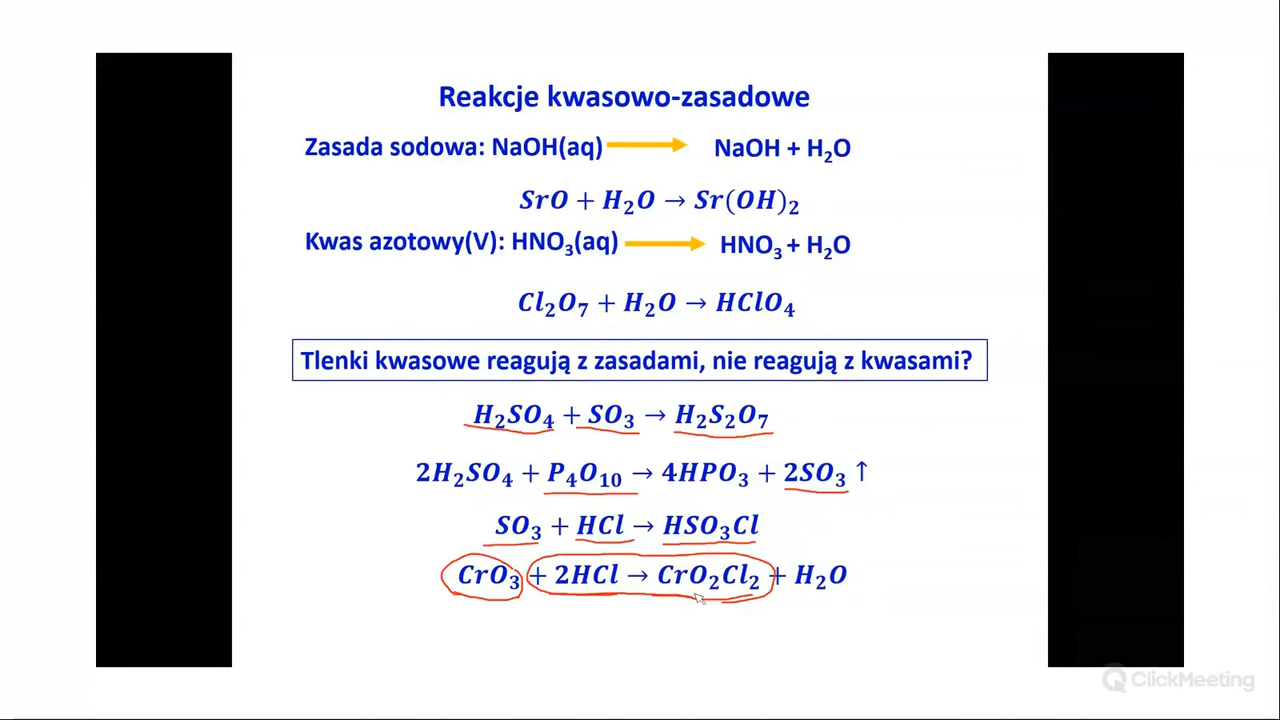 Reakcje kwasowo-zasadowe
Zasada sodowa: NaOH(aq) → NaOH + H₂O
SrO + H₂O → Sr(OH)₂
Kwas azotowy(V): HNO₃(aq) → HNO₃ + H₂O
Cl₂O₇ + H₂O → HClO₄
Tlenki kwasowe reagują z zasadami, nie reagują z kwasami?
H₂SO₄ + SO₃ → H₂S₂O₇
2H₂SO₄ + P₄O₁₀ → 4HPO₃ + 2SO₃ ↑
SO₃ + HCl → HSO₃Cl
CrO₃ + 2HCl → CrO₂Cl₂ + H₂O
ClickMeeting